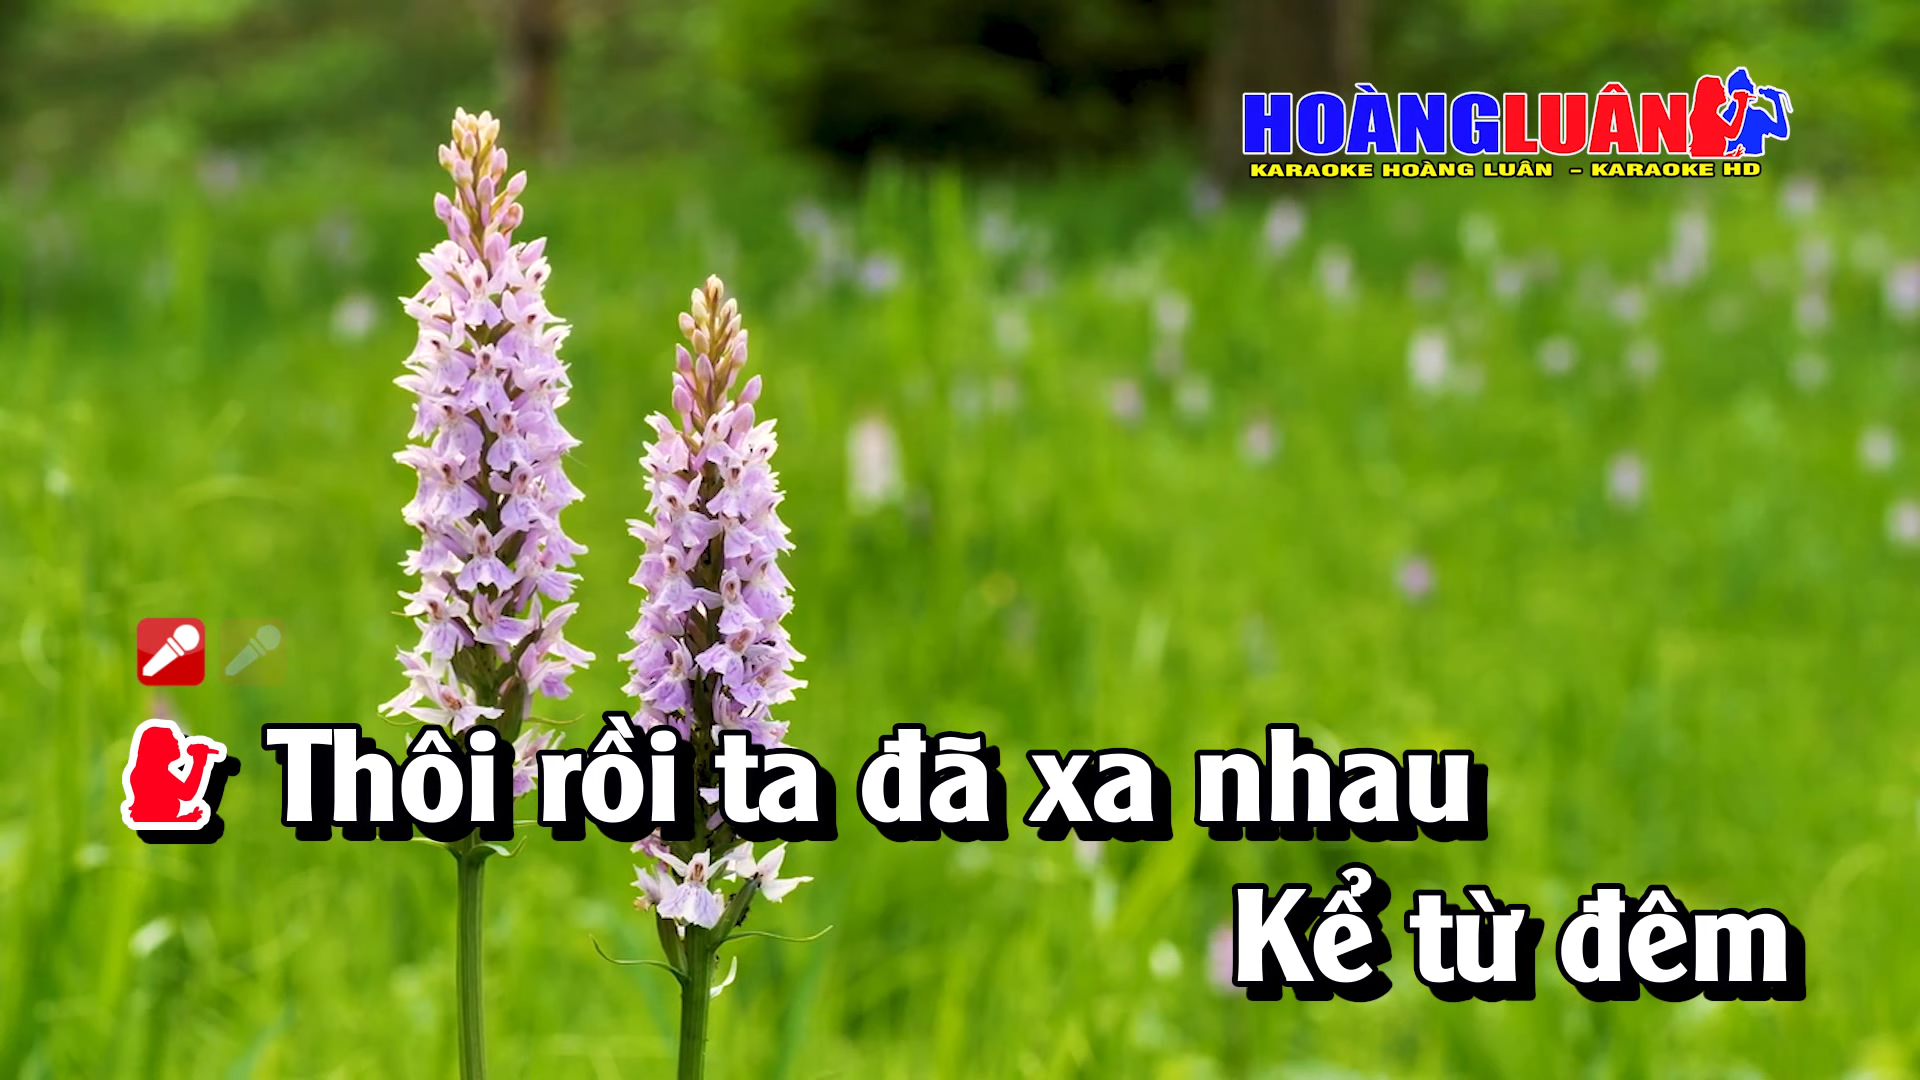 HOÀNGLUÂN
KARAOKE HOÀNG LUÂN - KARAOKE HD
Thôi rồi ta đã xa nhau
Kể từ đêm